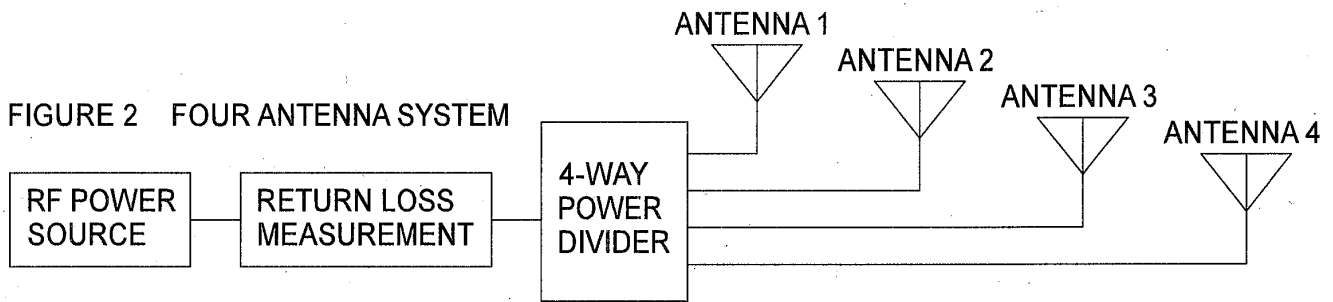 ANTENNA 1
ANTENNA 2
FIGURE 2 FOUR ANTENNA SYSTEM
ANTENNA 3
ANTENNA 4
RF POWER
SOURCE
RETURN LOSS
MEASUREMENT
4-WAY
POWER
DIVIDER